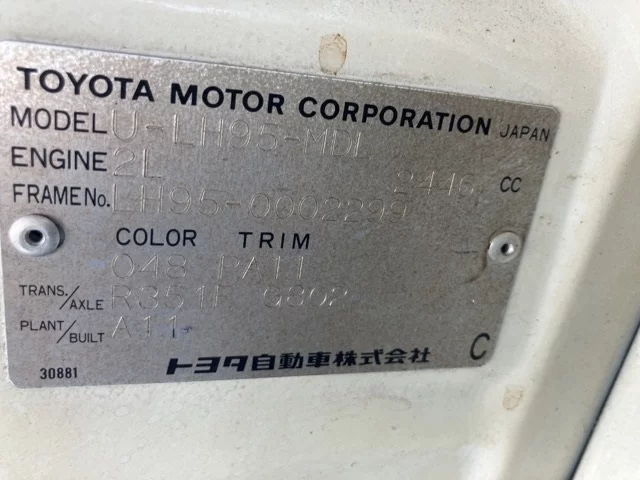 TOYOTA MOTOR CORPORATION JAPAN
MODEL U-LH95-MDL
ENGINE 2L 2446 CC
FRAME No. LH95-0002299
COLOR TRIM
048 PA11
TRANS./AXLE R351F G802
PLANT/BUILT A11
トヨタ自動車株式会社 C
30881